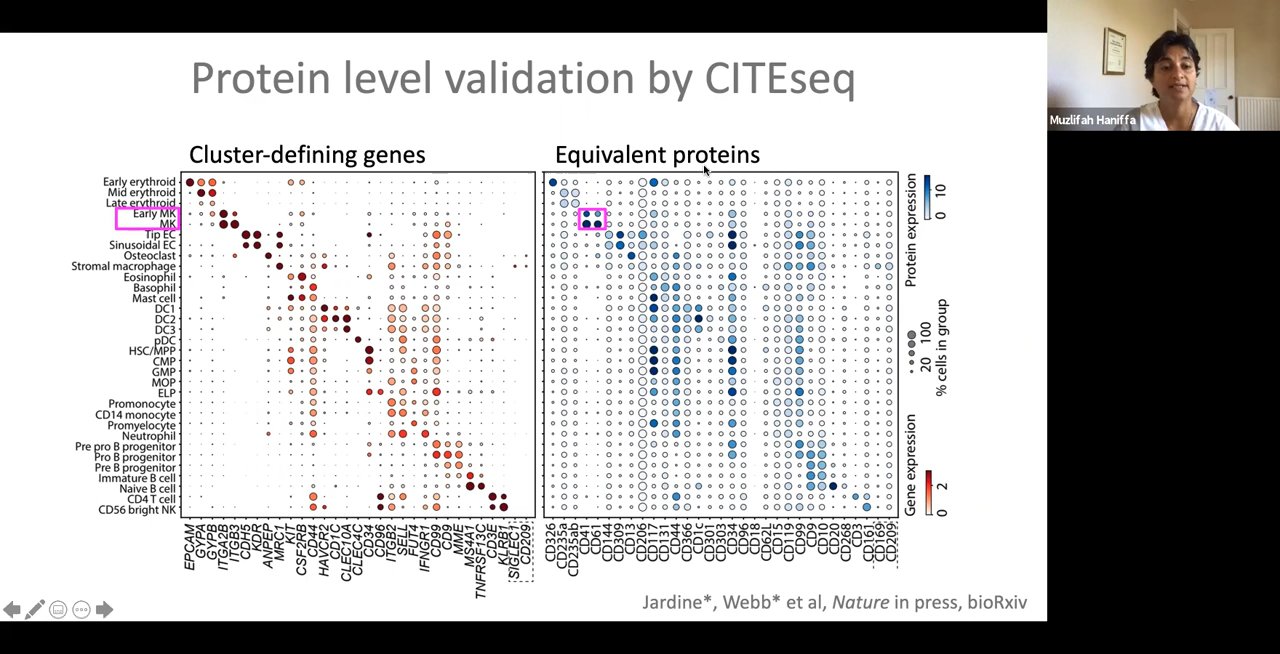 Protein level validation by CITEseq
Muzlifah Haniffa
Cluster-defining genes
Equivalent proteins
Early erythroid
Mid erythroid
Late erythroid
Early MK
MK
Tip EC
Sinusoidal EC
Osteoclast
Stromal macrophage
Eosinophil
Basophil
Mast cell
DC1
DC2
DC3
pDC
HSC/MPP
CMP
GMP
MOP
ELP
Promonocyte
CD14 monocyte
Promyelocyte
Neutrophil
Pre pro B progenitor
Pro B progenitor
Pre B progenitor
Immature B cell
Naive B cell
CD4 T cell
CD56 bright NK
EPCAM
GYPA
GYPB
ITGA2B
ITGB3
CDH5
KDR
ANPEP
MRC1
KIT
CSF2RB
CD44
HAVCR2
CD1C
CLEC10A
CLEC4C
CD34
CD96
ITGB2
SELL
FUT4
IFNGR1
CD99
CD9
MME
MS4A1
TNFRSF13C
CD3E
KLRB1
SIGLEC1
CD209
CD326
CD235a
CD235ab
CD41
CD61
CD144
CD309
CD13
CD206
CD117
CD131
CD44
CD366
CD1c
CD301
CD303
CD34
CD96
CD18
CD62L
CD15
CD119
CD99
CD9
CD10
CD20
CD268
CD3
CD161
CD169
CD209
Protein expression
0 10
% cells in group
20 100
Gene expression
0 2
Jardine*, Webb* et al, Nature in press, bioRxiv